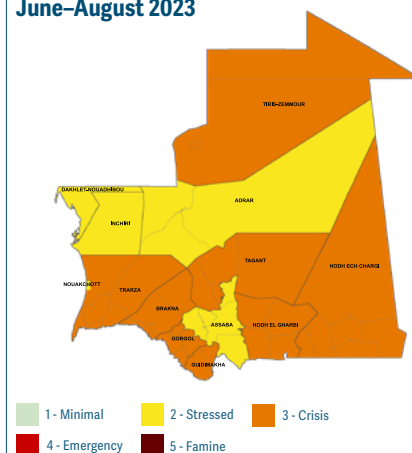 June–August 2023
TIRIS-ZEMMOUR
DAKHLET-NOUADHIBOU
ADRAR
INCHIRI
TAGANT
HODH ECH CHARGI
NOUAKCHOTT
TRARZA
BRAKNA
ASSABA
HODH EL GHARBI
GORGOL
GUIDIMAKHA
1 - Minimal
2 - Stressed
3 - Crisis
4 - Emergency
5 - Famine